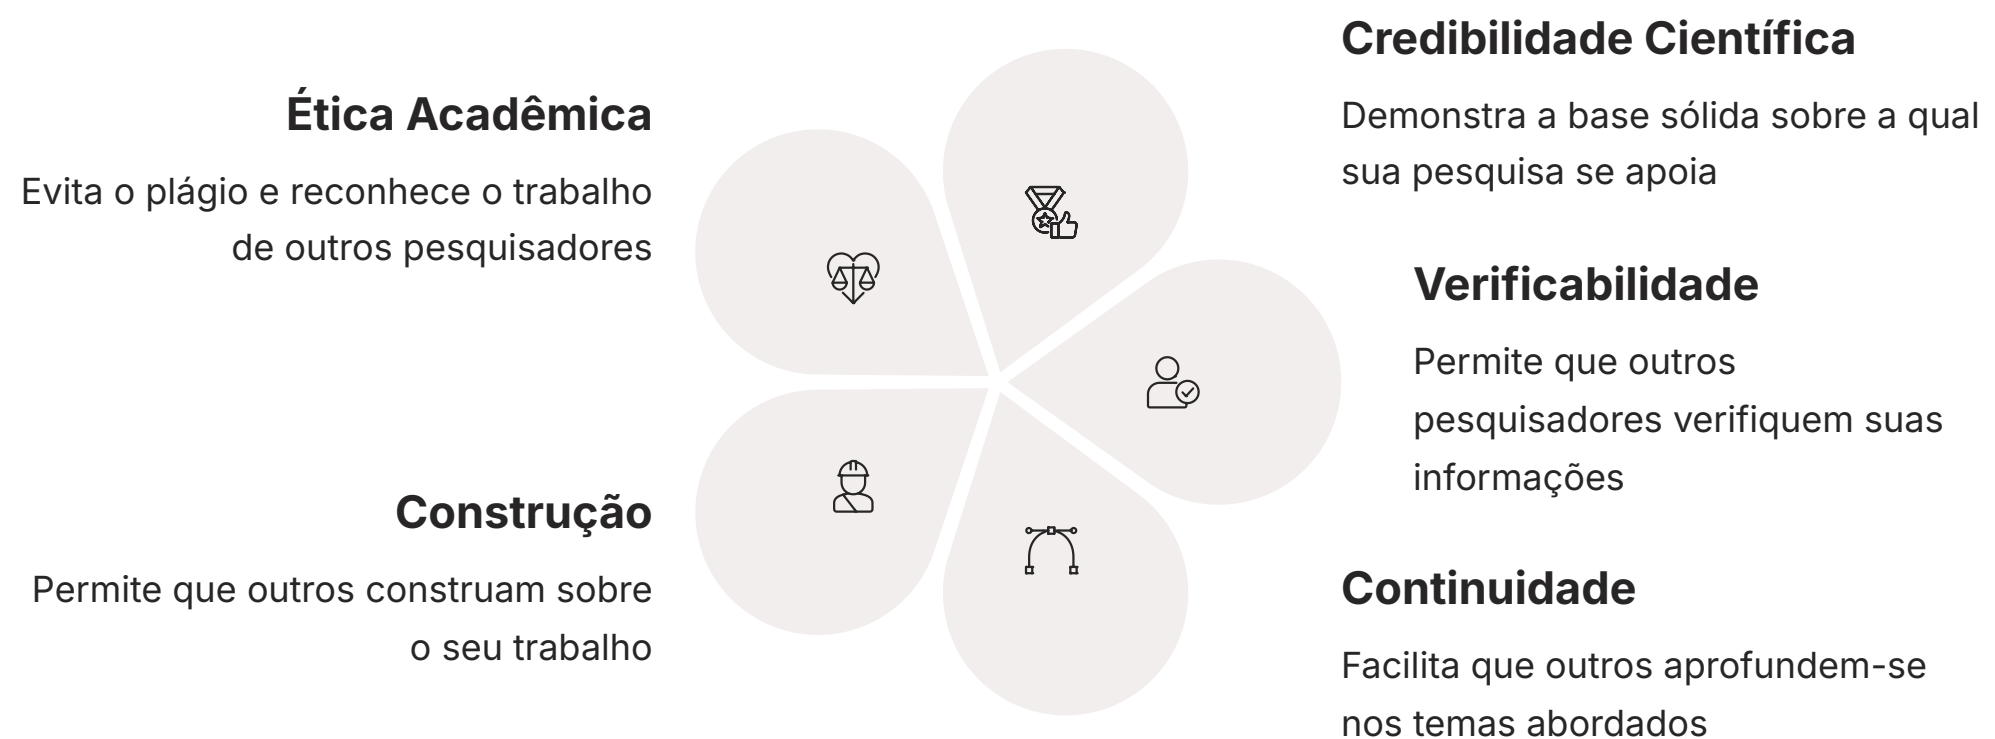 Ética Acadêmica
Evita o plágio e reconhece o trabalho
de outros pesquisadores
Credibilidade Científica
Demonstra a base sólida sobre a qual
sua pesquisa se apoia
Verificabilidade
Permite que outros
pesquisadores verifiquem suas
informações
Continuidade
Facilita que outros aprofundem-se
nos temas abordados
Construção
Permite que outros construam sobre
o seu trabalho